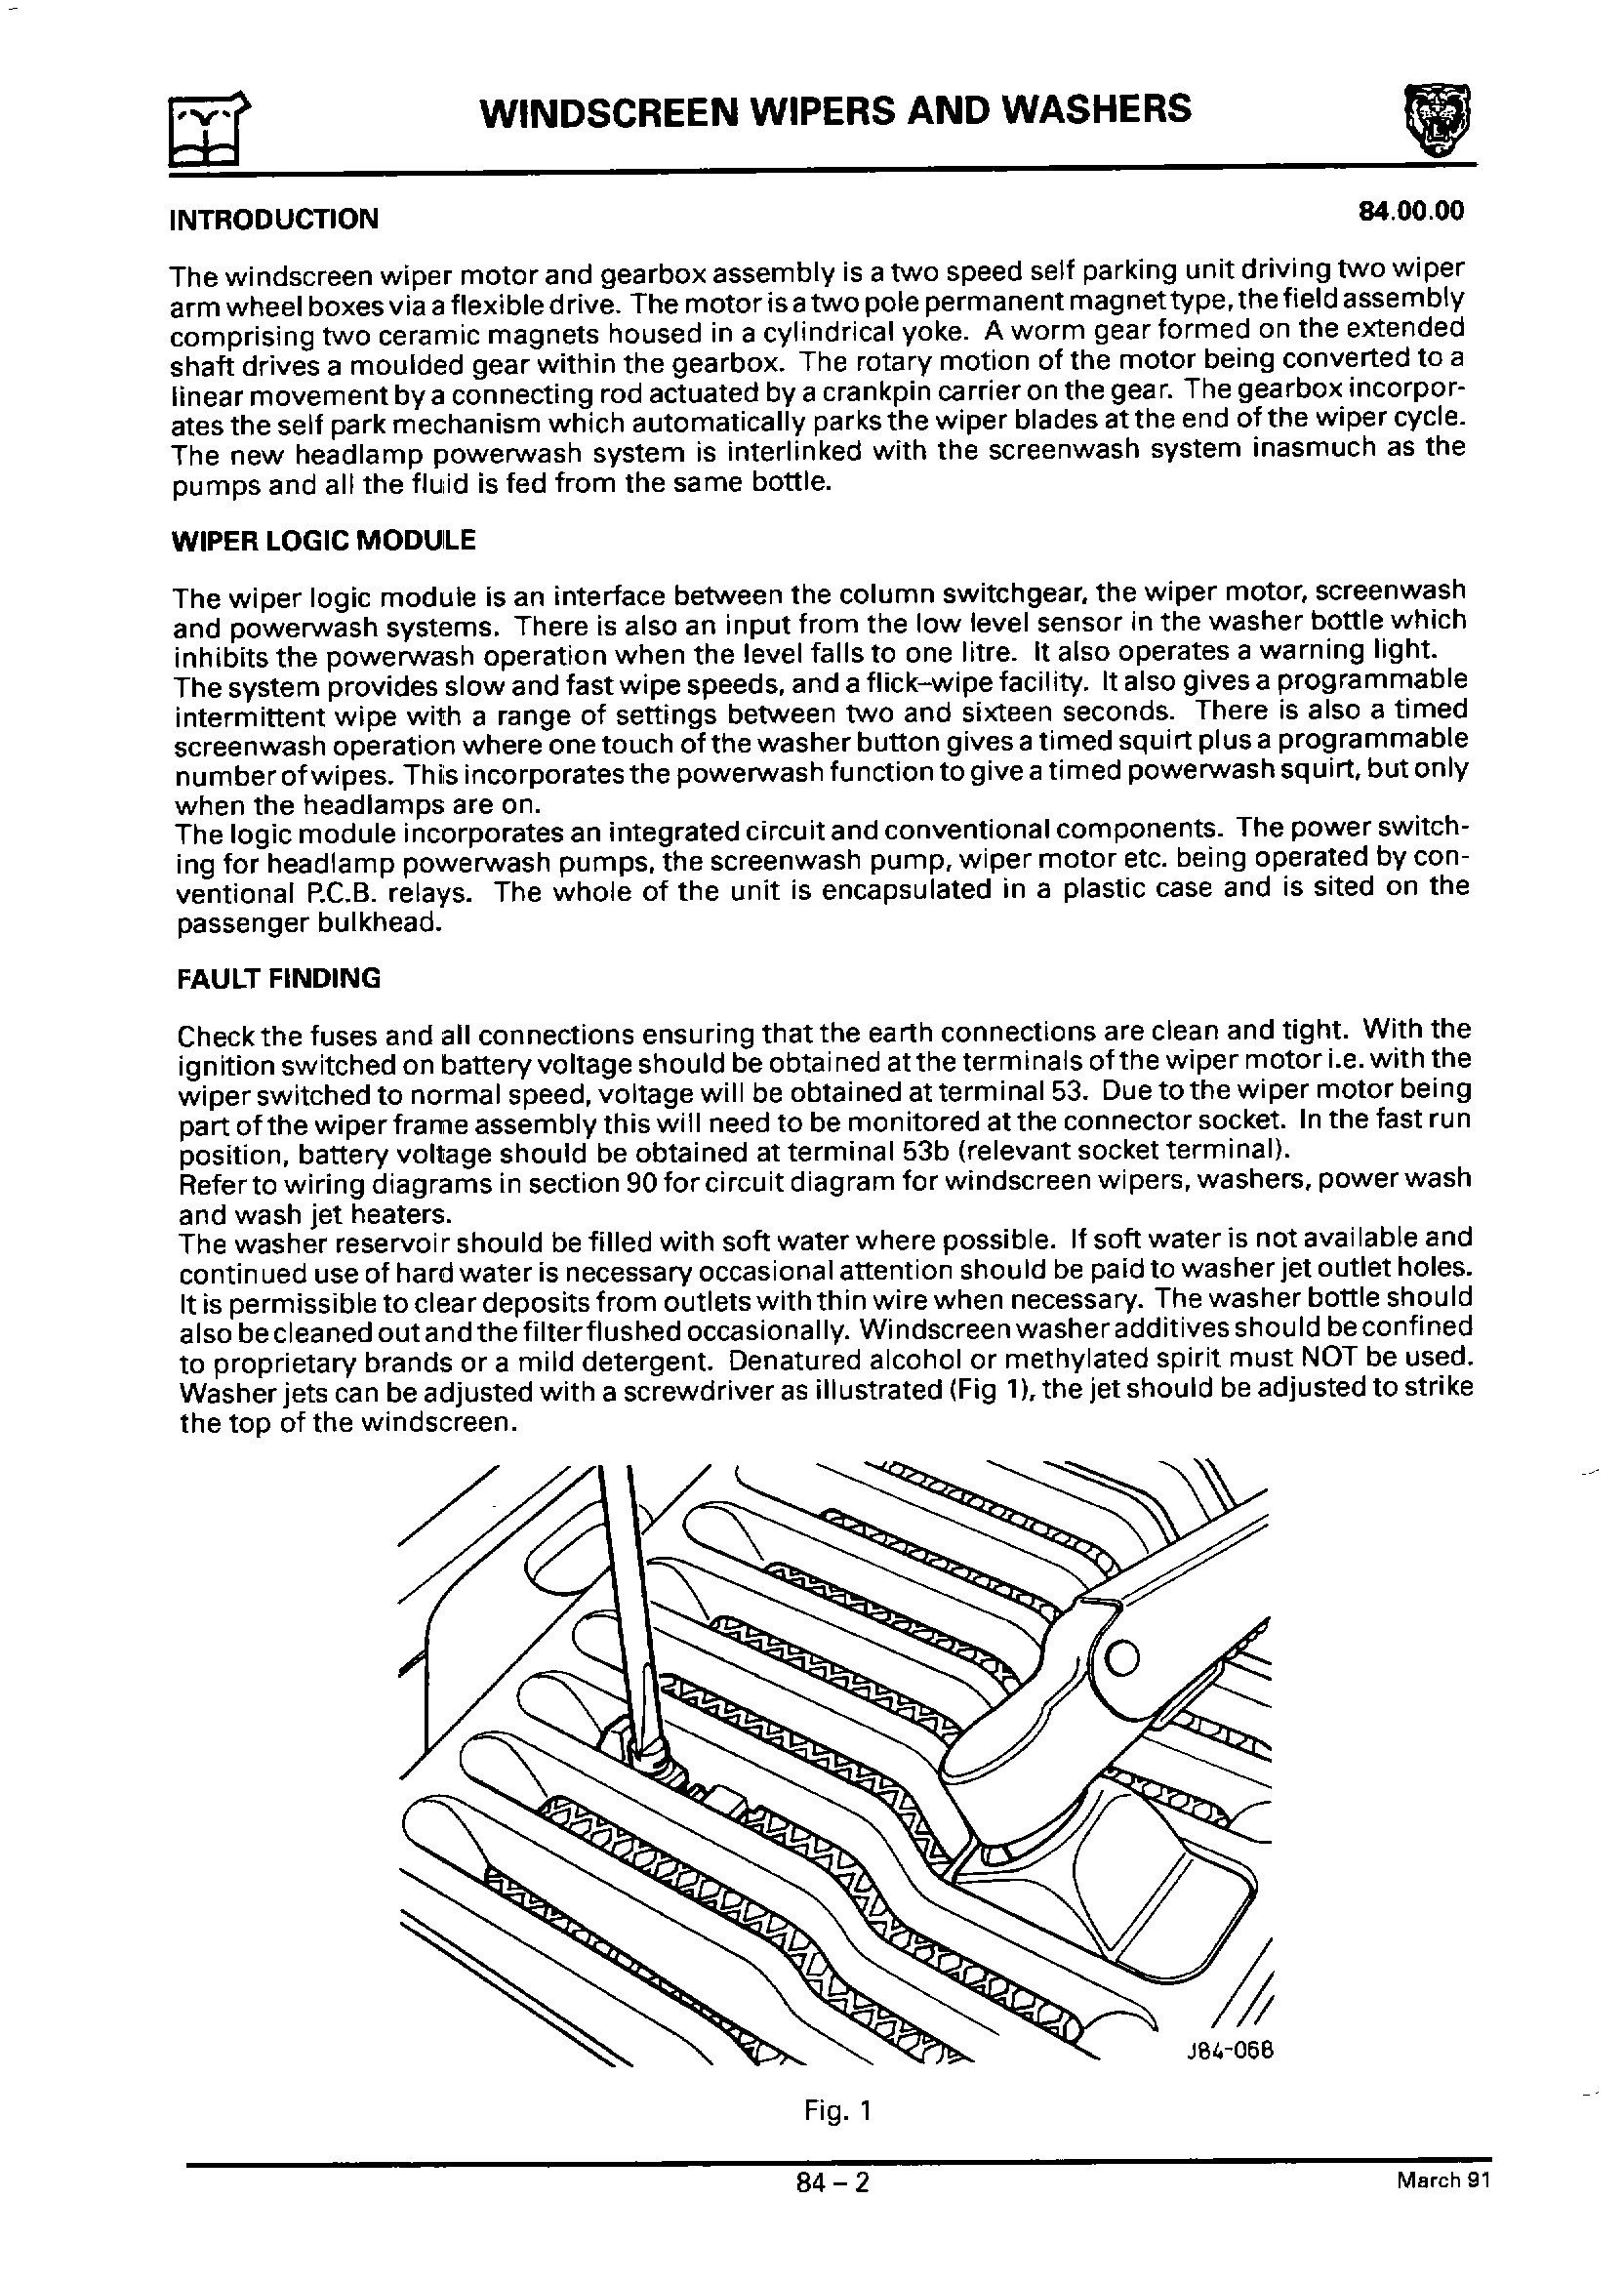 WINDSCREEN WIPERS AND WASHERS
INTRODUCTION 84.00.00
The windscreen wiper motor and gearbox assembly is a two speed self parking unit driving two wiper
arm wheel boxes via a flexible drive. The motor is a two pole permanent magnet type, the field assembly
comprising two ceramic magnets housed in a cylindrical yoke. A worm gear formed on the extended
shaft drives a moulded gear within the gearbox. The rotary motion of the motor being converted to a
linear movement by a connecting rod actuated by a crankpin carrier on the gear. The gearbox incorpor-
ates the self park mechanism which automatically parks the wiper blades at the end of the wiper cycle.
The new headlamp powerwash system is interlinked with the screenwash system inasmuch as the
pumps and all the fluid is fed from the same bottle.
WIPER LOGIC MODULE
The wiper logic module is an interface between the column switchgear, the wiper motor, screenwash
and powerwash systems. There is also an input from the low level sensor in the washer bottle which
inhibits the powerwash operation when the level falls to one litre. It also operates a warning light.
The system provides slow and fast wipe speeds, and a flick-wipe facility. It also gives a programmable
intermittent wipe with a range of settings between two and sixteen seconds. There is also a timed
screenwash operation where one touch of the washer button gives a timed squirt plus a programmable
number of wipes. This incorporates the powerwash function to give a timed powerwash squirt, but only
when the headlamps are on.
The logic module incorporates an integrated circuit and conventional components. The power switch-
ing for headlamp powerwash pumps, the screenwash pump, wiper motor etc. being operated by con-
ventional P.C.B. relays. The whole of the unit is encapsulated in a plastic case and is sited on the
passenger bulkhead.
FAULT FINDING
Check the fuses and all connections ensuring that the earth connections are clean and tight. With the
ignition switched on battery voltage should be obtained at the terminals of the wiper motor i.e. with the
wiper switched to normal speed, voltage will be obtained at terminal 53. Due to the wiper motor being
part of the wiper frame assembly this will need to be monitored at the connector socket. In the fast run
position, battery voltage should be obtained at terminal 53b (relevant socket terminal).
Refer to wiring diagrams in section 90 for circuit diagram for windscreen wipers, washers, power wash
and wash jet heaters.
The washer reservoir should be filled with soft water where possible. If soft water is not available and
continued use of hard water is necessary occasional attention should be paid to washer jet outlet holes.
It is permissible to clear deposits from outlets with thin wire when necessary. The washer bottle should
also be cleaned out and the filter flushed occasionally. Windscreen washer additives should be confined
to proprietary brands or a mild detergent. Denatured alcohol or methylated spirit must NOT be used.
Washer jets can be adjusted with a screwdriver as illustrated (Fig 1), the jet should be adjusted to strike
the top of the windscreen.
J84-068
Fig. 1
84 – 2 March 91